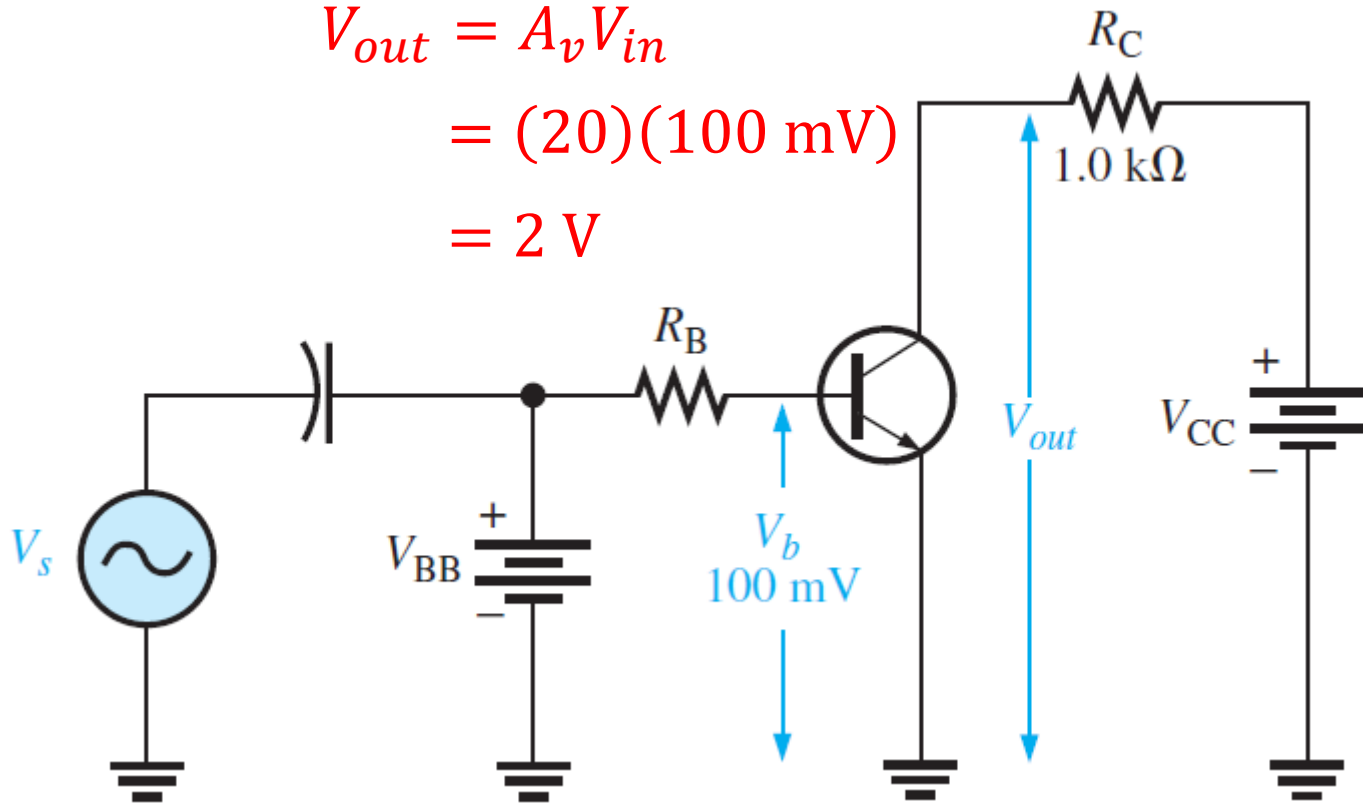 V_out = A_v V_in
= (20)(100 mV)
= 2 V
R_C
1.0 kΩ
R_B
+
V_CC
−
V_out
V_s
+
V_BB
−
V_b
100 mV